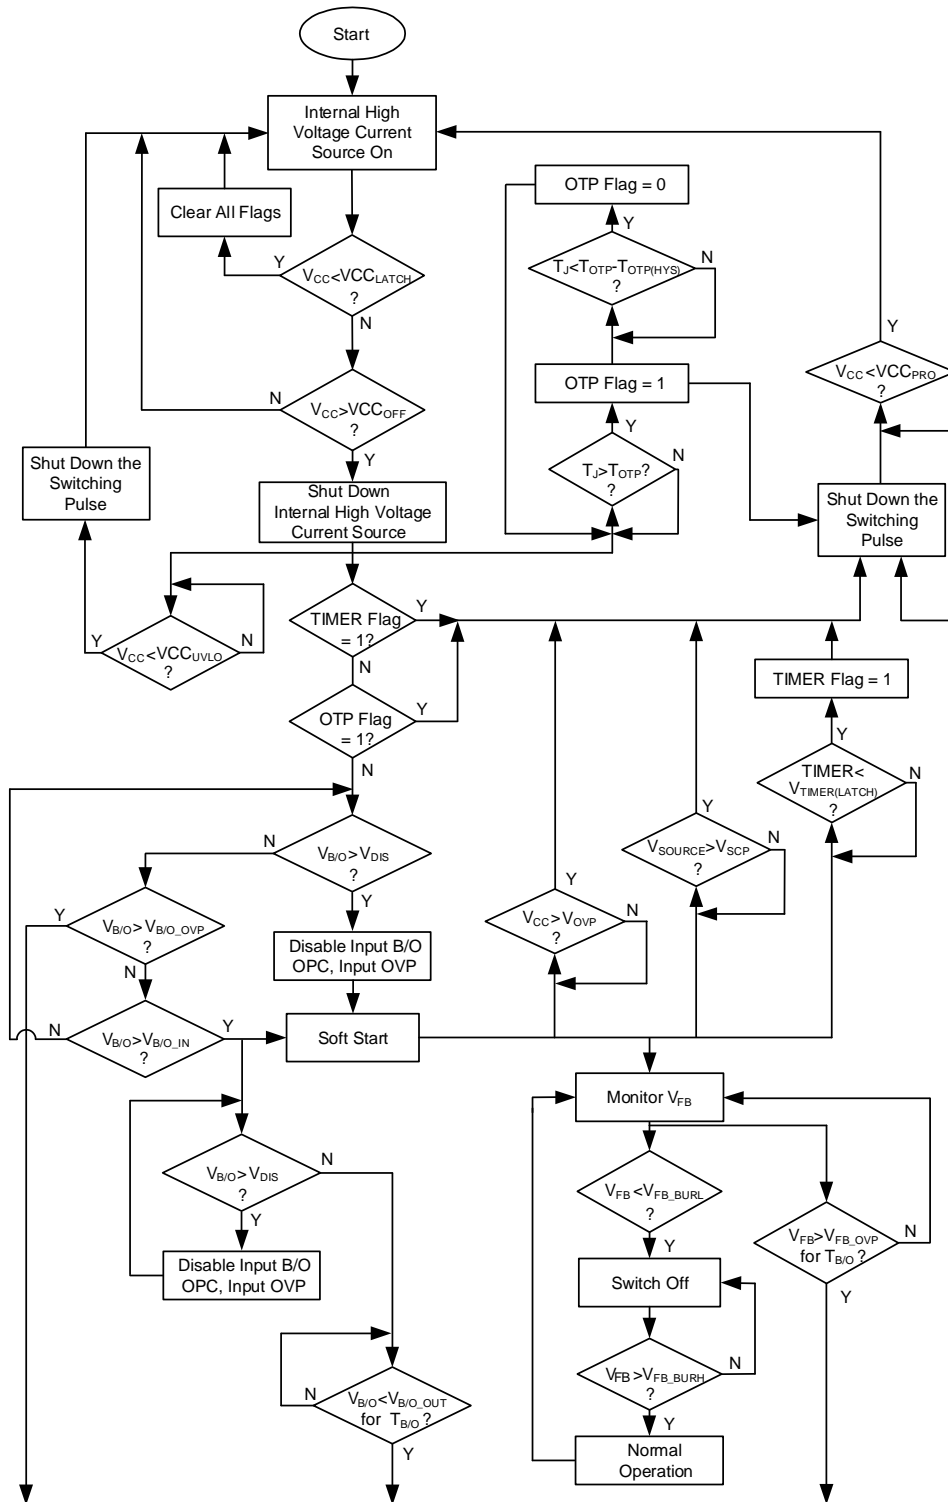 Start
Internal High
Voltage Current
Source On
Clear All Flags
OTP Flag = 0
Y
TJ<TOTP-TOTP(HYS)
?
N
Y
VCC<VCCLATCH
?
N
Y
VCC<VCCPRO
?
OTP Flag = 1
N
VCC>VCCOFF
?
Y
Y
TJ>TOTP?
?
N
Shut Down the
Switching
Pulse
Shut Down
Internal High Voltage
Current Source
Shut Down the
Switching
Pulse
TIMER Flag
= 1?
Y
N
Y
VCC<VCCUVLO
?
N
TIMER Flag = 1
OTP Flag
= 1?
Y
N
Y
TIMER<
VTIMER(LATCH)
?
N
N
VB/O>VDIS
?
Y
Y
VSOURCE>VSCP
?
N
Y
VB/O>VB/O_OVP
?
N
Y
VCC>VOVP
?
N
Disable Input B/O
OPC, Input OVP
N
VB/O>VB/O_IN
?
Y
Soft Start
Monitor VFB
VB/O>VDIS
?
N
Y
VFB<VFB_BURL
?
Y
VFB>VFB_OVP
for TB/O ?
N
Y
Disable Input B/O
OPC, Input OVP
Switch Off
VFB>VFB_BURH
?
N
Y
N
VB/O<VB/O_OUT
for TB/O ?
Y
Normal
Operation